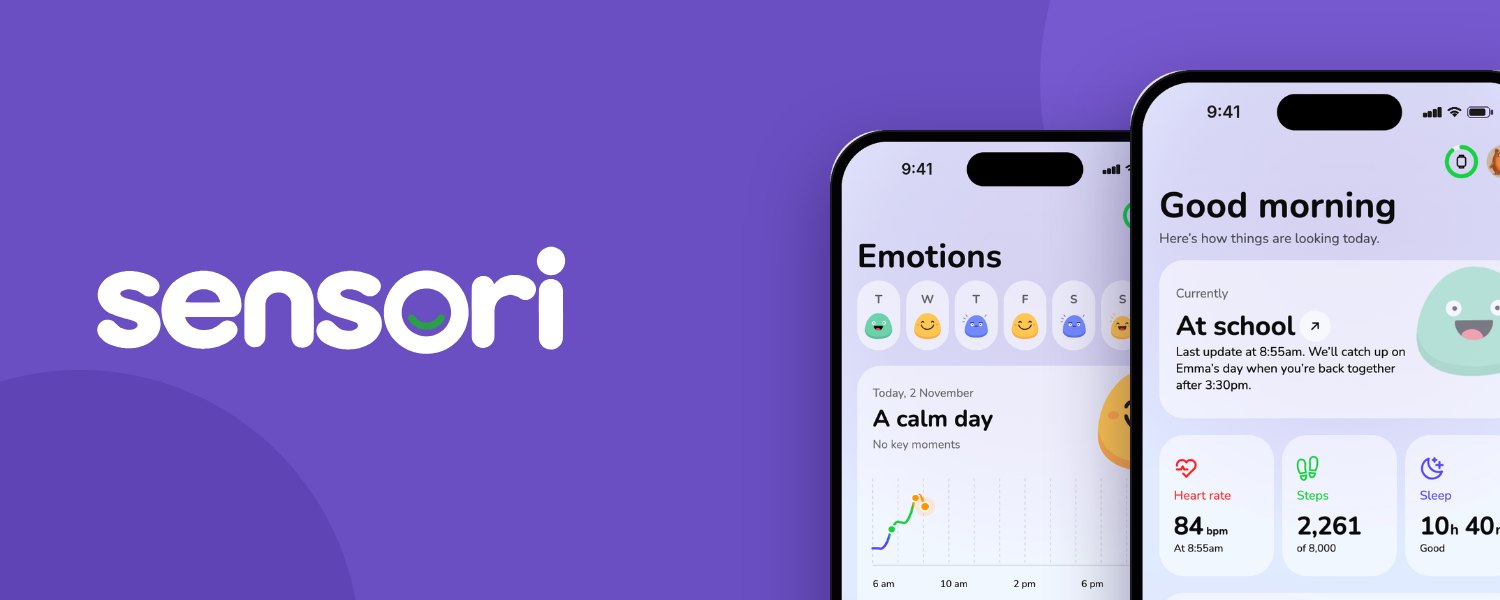 sensori
9:41
Emotions
T W T F S S
Today, 2 November
A calm day
No key moments
6 am 10 am 2 pm 6 pm
9:41
Good morning
Here's how things are looking today.
Currently
At school
Last update at 8:55am. We'll catch up on
Emma's day when you're back together
after 3:30pm.
Heart rate
84 bpm
At 8:55am
Steps
2,261
of 8,000
Sleep
10h 40
Good